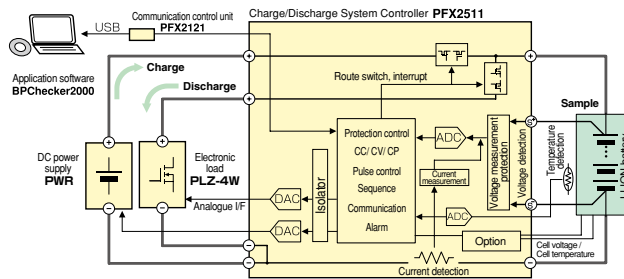 Charge/Discharge System Controller PFX2511
Communication control unit
PFX2121
USB
Application software
BPChecker2000
Charge
Discharge
Route switch, interrupt
Sample
DC power
supply
PWR
Electronic
load
PLZ-4W
Analogue I/F
Isolator
DAC
DAC
Protection control
CC/ CV/ CP
Pulse control
Sequence
Communication
Alarm
ADC
Current
measurement
ADC
Voltage measurement
protection
Voltage detection
S+
S-
Temperature
detection
Li-ION battery
Option
Cell voltage /
Cell temperature
Current detection